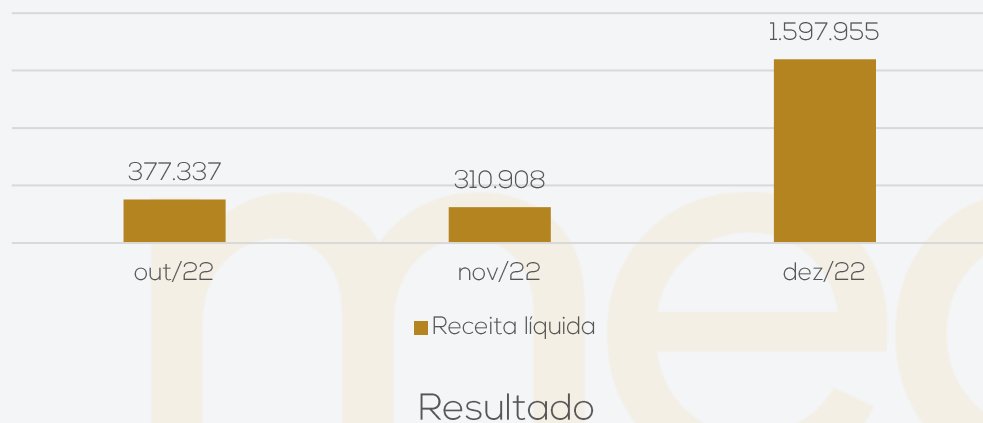 1.597.955
377.337
310.908
out/22 nov/22 dez/22
Receita líquida
Resultado